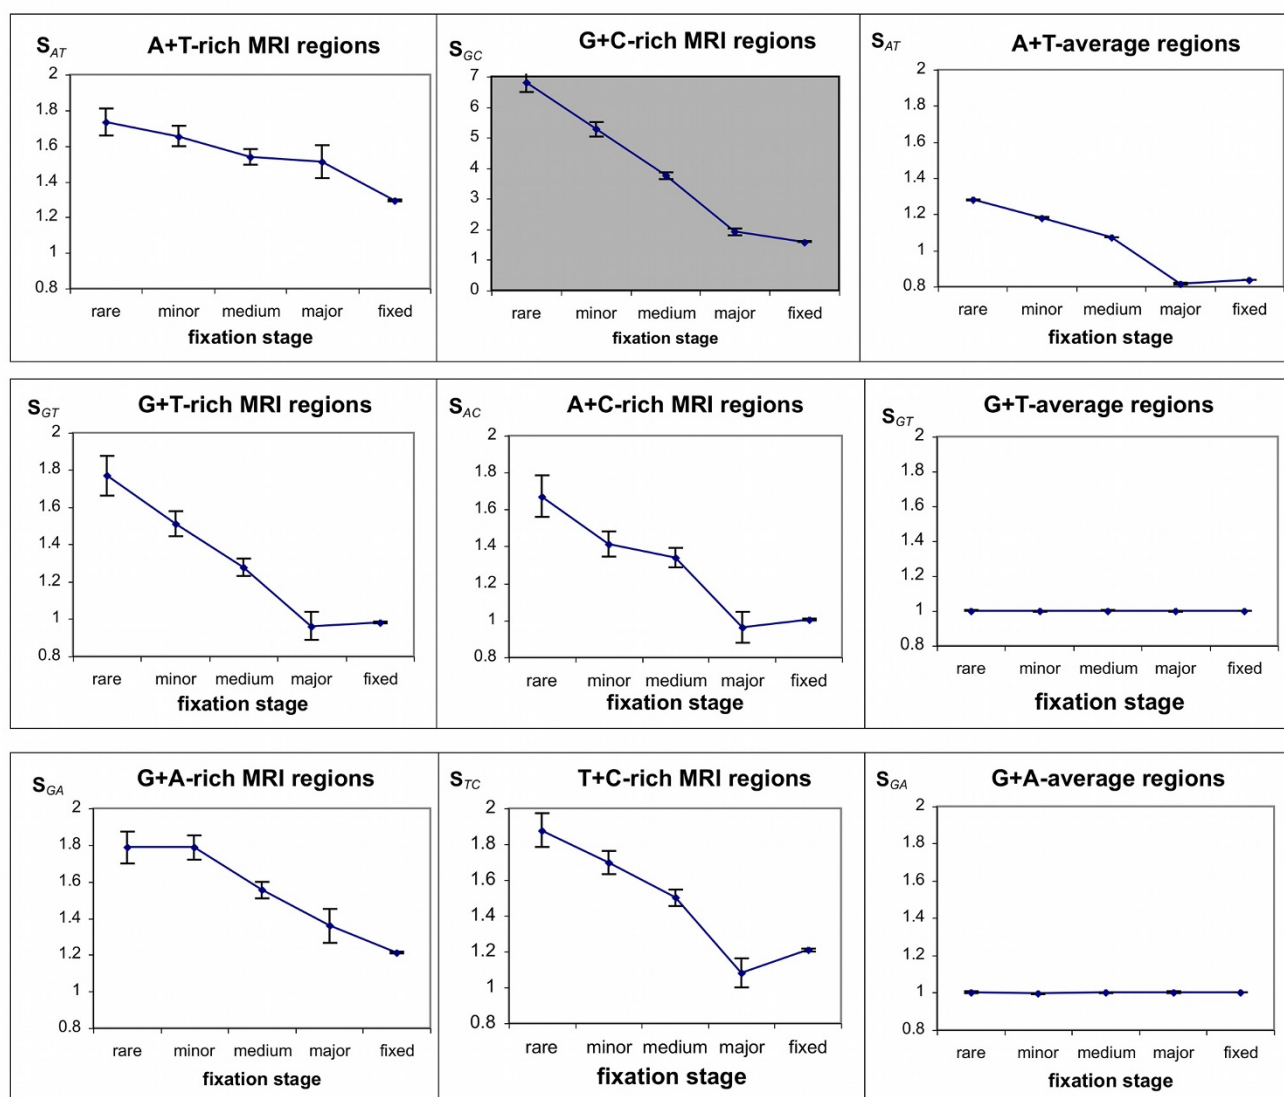 S_AT A+T-rich MRI regions
2
1.8
1.6
1.4
1.2
1
0.8
rare minor medium major fixed
fixation stage
S_GC G+C-rich MRI regions
7
6
5
4
3
2
1
0
rare minor medium major fixed
fixation stage
S_AT A+T-average regions
2
1.8
1.6
1.4
1.2
1
0.8
rare minor medium major fixed
fixation stage
S_GT G+T-rich MRI regions
2
1.8
1.6
1.4
1.2
1
0.8
rare minor medium major fixed
fixation stage
S_AC A+C-rich MRI regions
2
1.8
1.6
1.4
1.2
1
0.8
rare minor medium major fixed
fixation stage
S_GT G+T-average regions
2
1.8
1.6
1.4
1.2
1
0.8
rare minor medium major fixed
fixation stage
S_GA G+A-rich MRI regions
2
1.8
1.6
1.4
1.2
1
0.8
rare minor medium major fixed
fixation stage
S_TC T+C-rich MRI regions
2
1.8
1.6
1.4
1.2
1
0.8
rare minor medium major fixed
fixation stage
S_GA G+A-average regions
2
1.8
1.6
1.4
1.2
1
0.8
rare minor medium major fixed
fixation stage